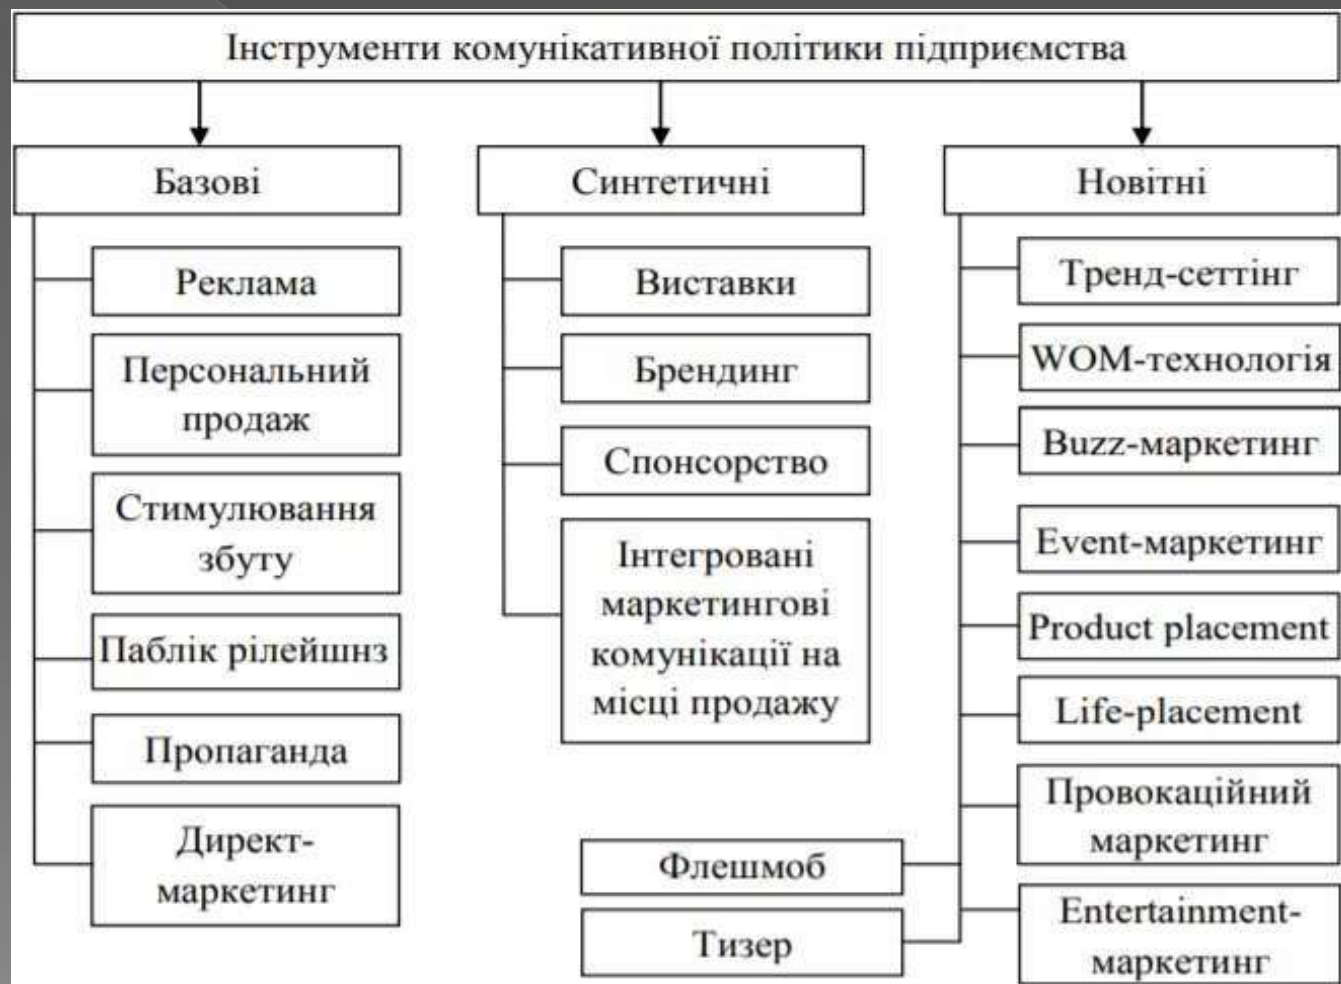 Інструменти комунікативної політики підприємства
Базові
Реклама
Персональний
продаж
Стимулювання
збуту
Паблік рілейшнз
Пропаганда
Директ-
маркетинг
Синтетичні
Виставки
Брендинг
Спонсорство
Інтегровані
маркетингові
комунікації на
місці продажу
Новітні
Тренд-сеттінг
WOM-технологія
Buzz-маркетинг
Event-маркетинг
Product placement
Life-placement
Провокаційний
маркетинг
Entertainment-
маркетинг
Флешмоб
Тизер